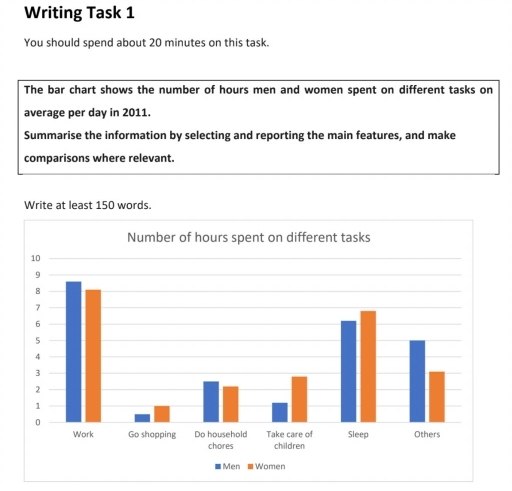 Writing Task 1
You should spend about 20 minutes on this task.
The bar chart shows the number of hours men and women spent on different tasks on
average per day in 2011.
Summarise the information by selecting and reporting the main features, and make
comparisons where relevant.
Write at least 150 words.
Number of hours spent on different tasks
10
9
8
7
6
5
4
3
2
1
0
Work Go shopping Do household Take care of Sleep Others
chores children
Men Women